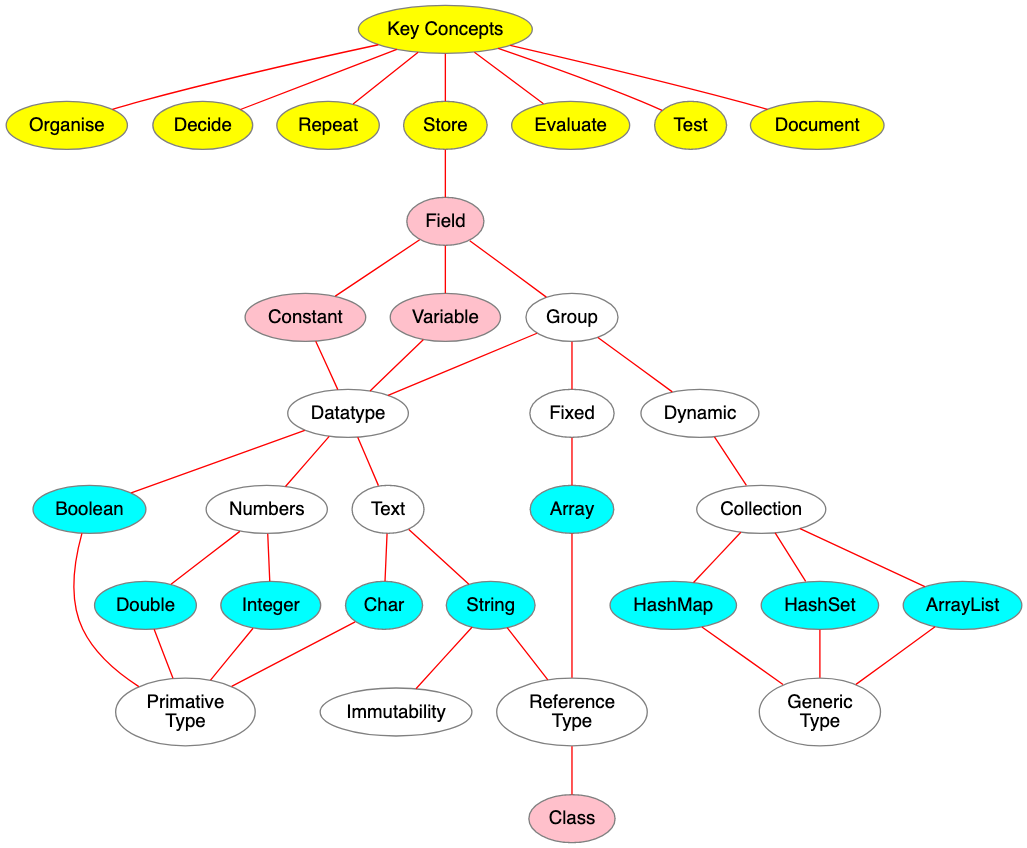 Key Concepts
Organise
Decide
Repeat
Store
Evaluate
Test
Document
Field
Constant
Variable
Group
Datatype
Fixed
Dynamic
Boolean
Numbers
Text
Array
Collection
Double
Integer
Char
String
HashMap
HashSet
ArrayList
Primative
Type
Immutability
Reference
Type
Generic
Type
Class